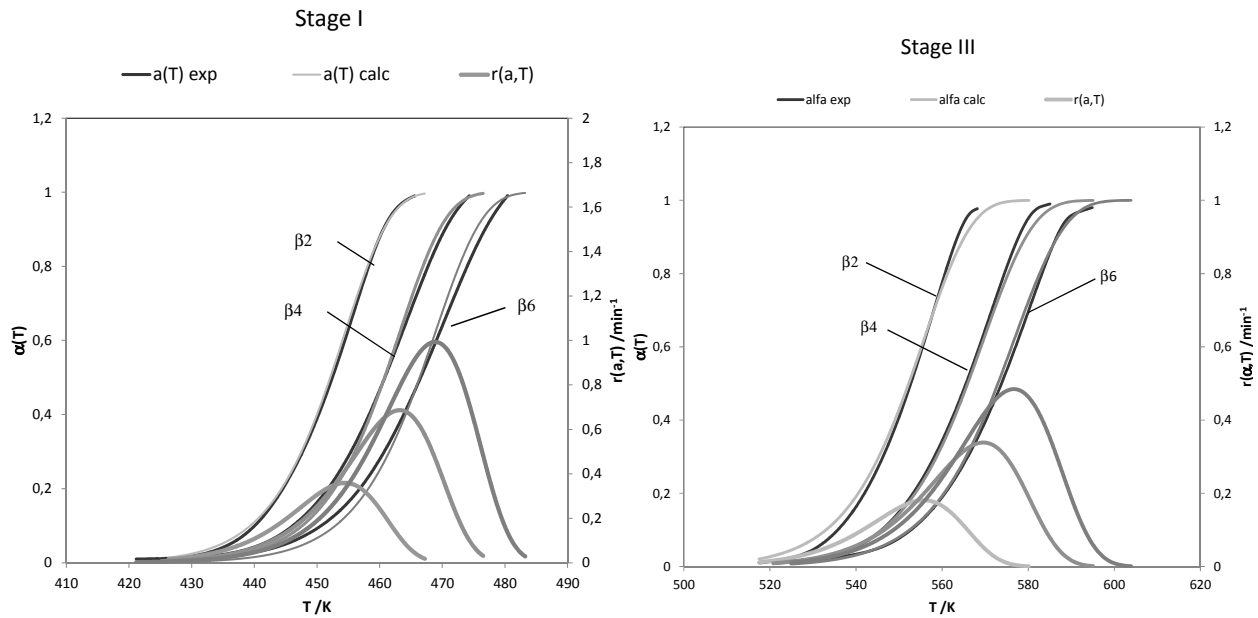 Stage I
a(T) exp
a(T) calc
r(a,T)
1,2
1
0,8
0,6
0,4
0,2
0
α(T)
2
1,8
1,6
1,4
1,2
1
0,8
0,6
0,4
0,2
0
r(a,T) /min⁻¹
β2
β4
β6
410 420 430 440 450 460 470 480 490
T /K
Stage III
alfa exp
alfa calc
r(a,T)
1,2
1
0,8
0,6
0,4
0,2
0
α(T)
1,2
1
0,8
0,6
0,4
0,2
0
r(α,T) /min⁻¹
β2
β4
β6
500 520 540 560 580 600 620
T /K